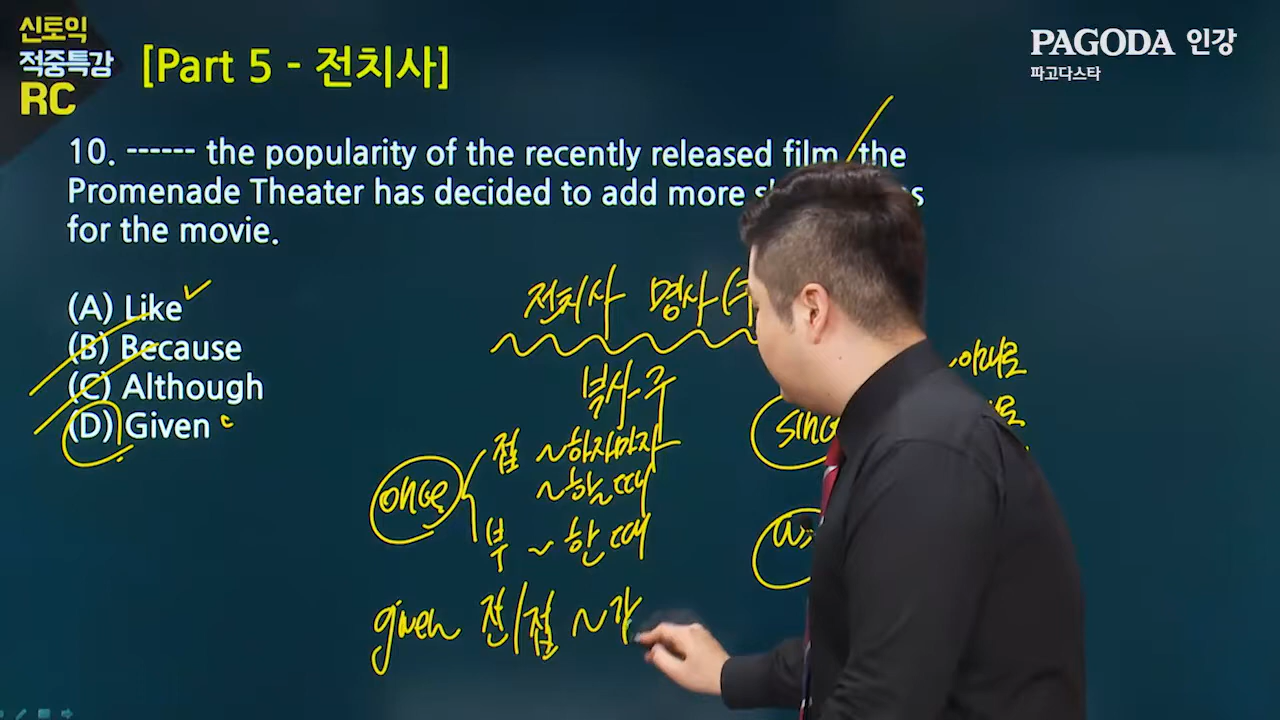 신토익
적중특강
RC
[Part 5 - 전치사]
PAGODA 인강
파고다스타
10. ------ the popularity of the recently released film, the
Promenade Theater has decided to add more
for the movie.
(A) Like
(B) Because
(C) Although
(D) Given
전치사 명사
부사구
once
접 ~하자마자
~할 때
부 ~한 때
given 전/접